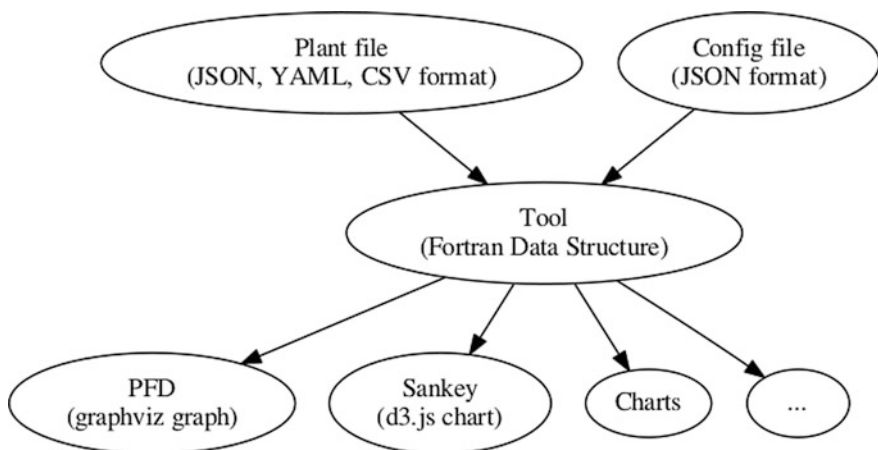 Plant file
(JSON, YAML, CSV format)
Config file
(JSON format)
Tool
(Fortran Data Structure)
PFD
(graphviz graph)
Sankey
(d3.js chart)
Charts
...